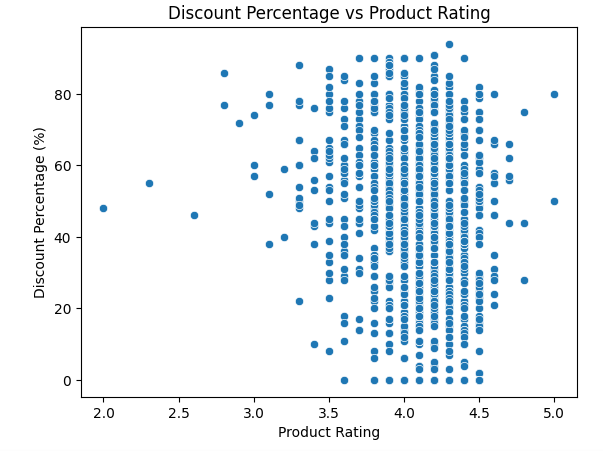 Discount Percentage vs Product Rating
Discount Percentage (%)
80
60
40
20
0
2.0 2.5 3.0 3.5 4.0 4.5 5.0
Product Rating